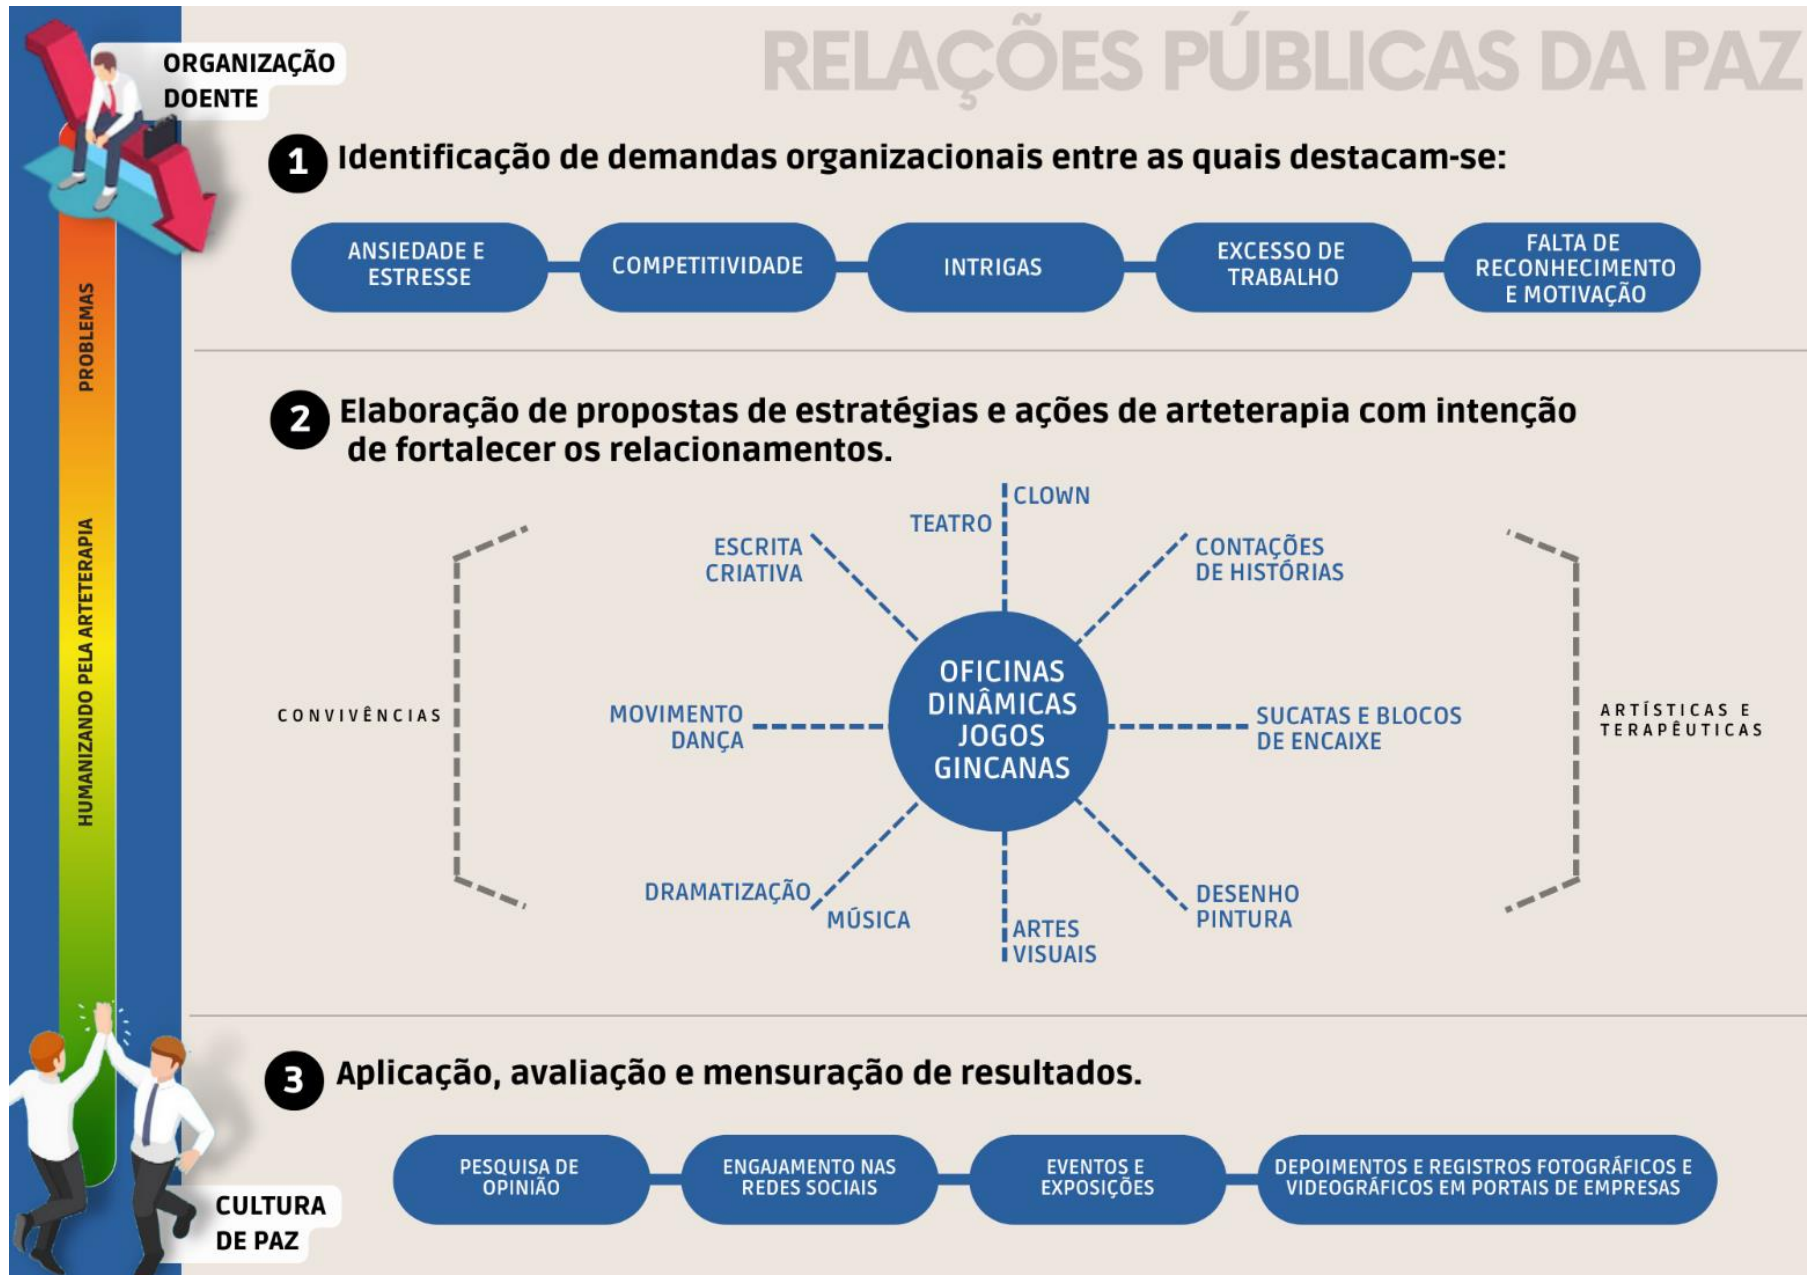 RELAÇÕES PÚBLICAS DA PAZ
ORGANIZAÇÃO
DOENTE
1 Identificação de demandas organizacionais entre as quais destacam-se:
ANSIEDADE E
ESTRESSE
COMPETITIVIDADE
INTRIGAS
EXCESSO DE
TRABALHO
FALTA DE
RECONHECIMENTO
E MOTIVAÇÃO
PROBLEMAS
HUMANIZANDO PELA ARTETERAPIA
2 Elaboração de propostas de estratégias e ações de arteterapia com intenção
de fortalecer os relacionamentos.
CLOWN
TEATRO
ESCRITA
CRIATIVA
CONTAÇÕES
DE HISTÓRIAS
CONVIVÊNCIAS
MOVIMENTO
DANÇA
OFICINAS
DINÂMICAS
JOGOS
GINCANAS
SUCATAS E BLOCOS
DE ENCAIXE
ARTÍSTICAS E
TERAPÊUTICAS
DRAMATIZAÇÃO
MÚSICA
ARTES
VISUAIS
DESENHO
PINTURA
3 Aplicação, avaliação e mensuração de resultados.
PESQUISA DE
OPINIÃO
ENGAJAMENTO NAS
REDES SOCIAIS
EVENTOS E
EXPOSIÇÕES
DEPOIMENTOS E REGISTROS FOTOGRÁFICOS E
VIDEOGRÁFICOS EM PORTAIS DE EMPRESAS
CULTURA
DE PAZ